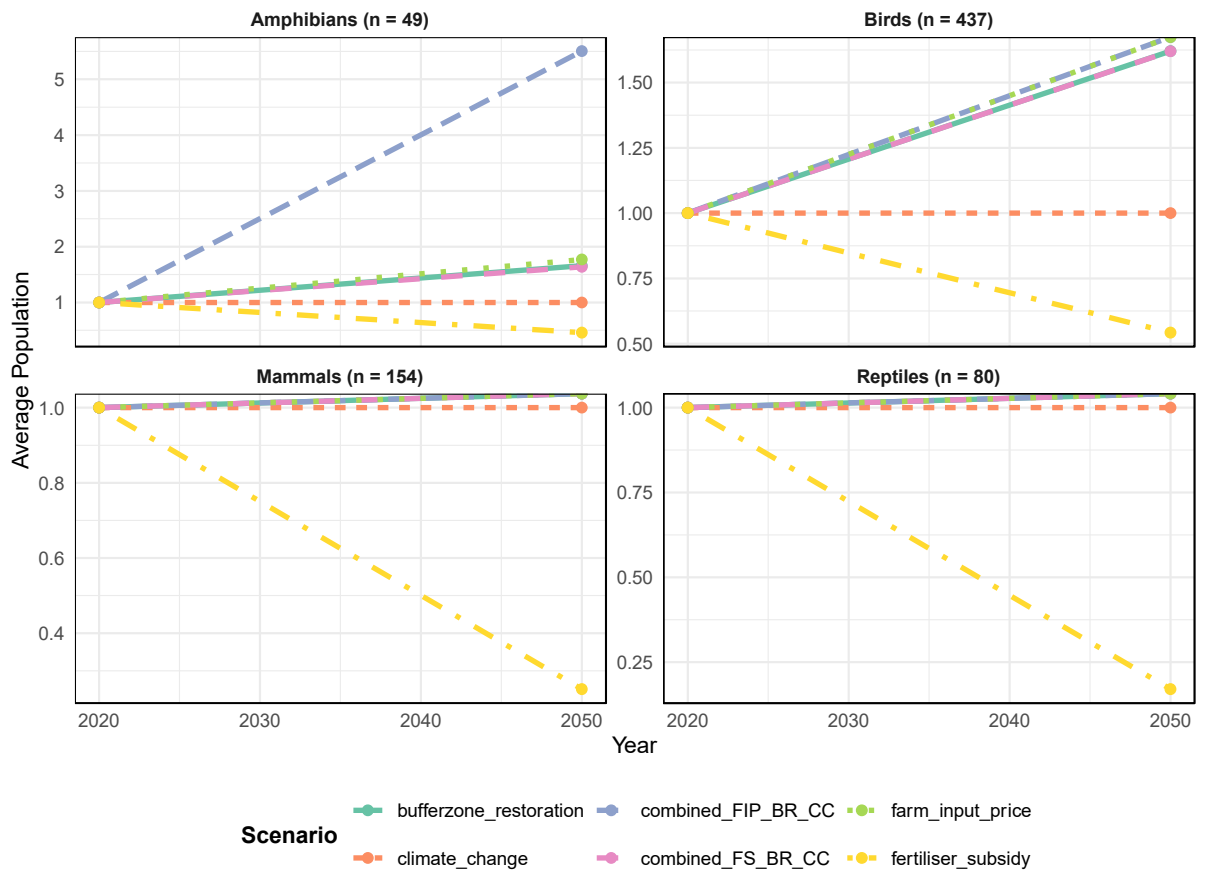 Amphibians (n = 49)
Birds (n = 437)
5
4
3
2
1
1.50
1.25
1.00
0.75
0.50
Average Population
Mammals (n = 154)
Reptiles (n = 80)
1.0
0.8
0.6
0.4
1.00
0.75
0.50
0.25
2020 2030 2040 2050
2020 2030 2040 2050
Year
Scenario
bufferzone_restoration combined_FIP_BR_CC farm_input_price
climate_change combined_FS_BR_CC fertiliser_subsidy